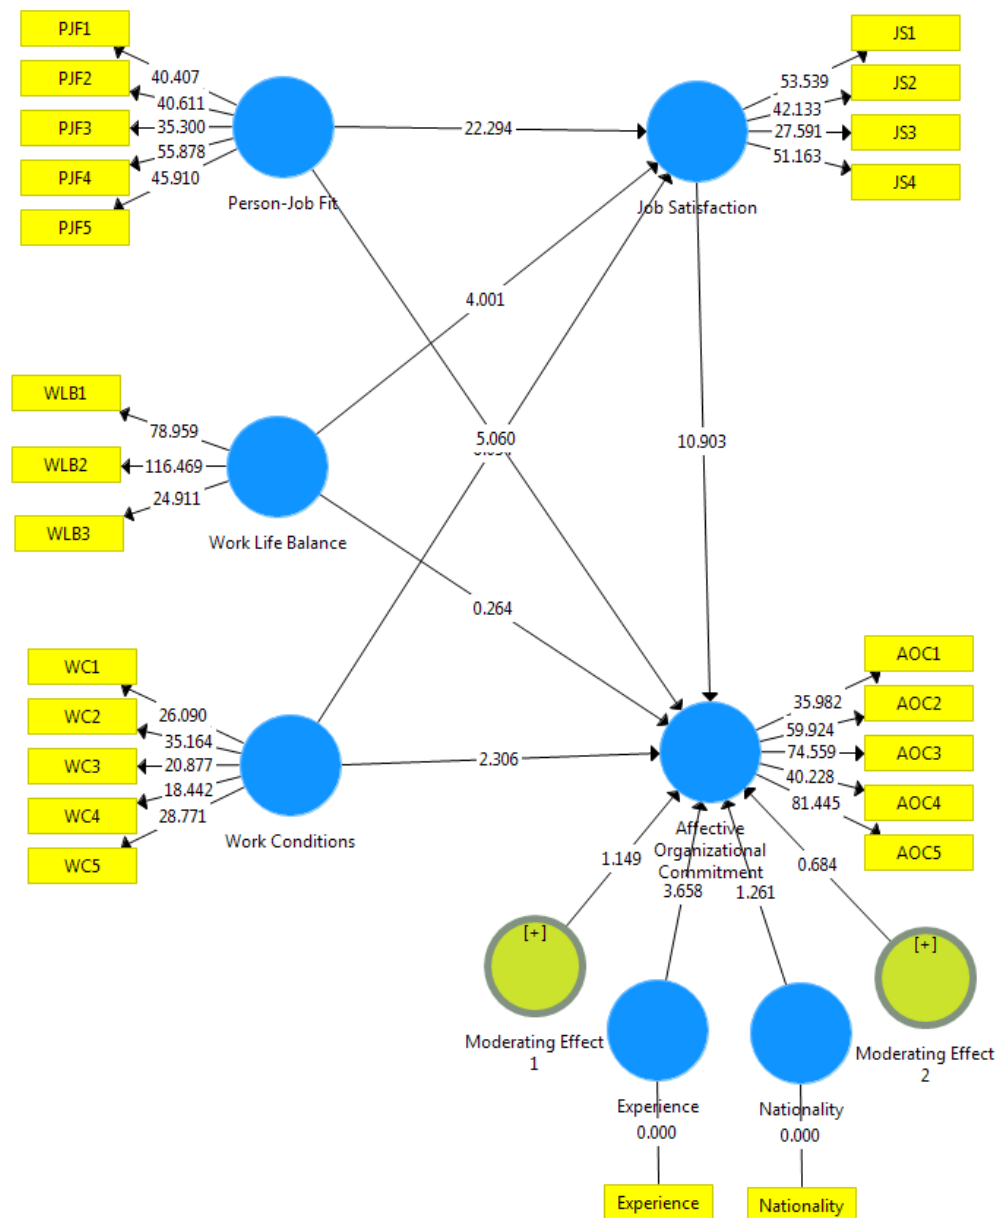 PJF1
PJF2
PJF3
PJF4
PJF5
40.407
40.611
35.300
55.878
45.910
Person-Job Fit
22.294
JS1
JS2
JS3
JS4
53.539
42.133
27.591
51.163
Job Satisfaction
4.001
WLB1
WLB2
WLB3
78.959
116.469
24.911
Work Life Balance
5.060
10.903
0.264
WC1
WC2
WC3
WC4
WC5
26.090
35.164
20.877
18.442
28.771
Work Conditions
2.306
AOC1
AOC2
AOC3
AOC4
AOC5
35.982
59.924
74.559
40.228
81.445
Affective
Organizational
Commitment
1.149
3.658
1.261
0.684
[+]
Moderating Effect
1
[+]
Moderating Effect
2
Experience
0.000
Experience
Nationality
0.000
Nationality